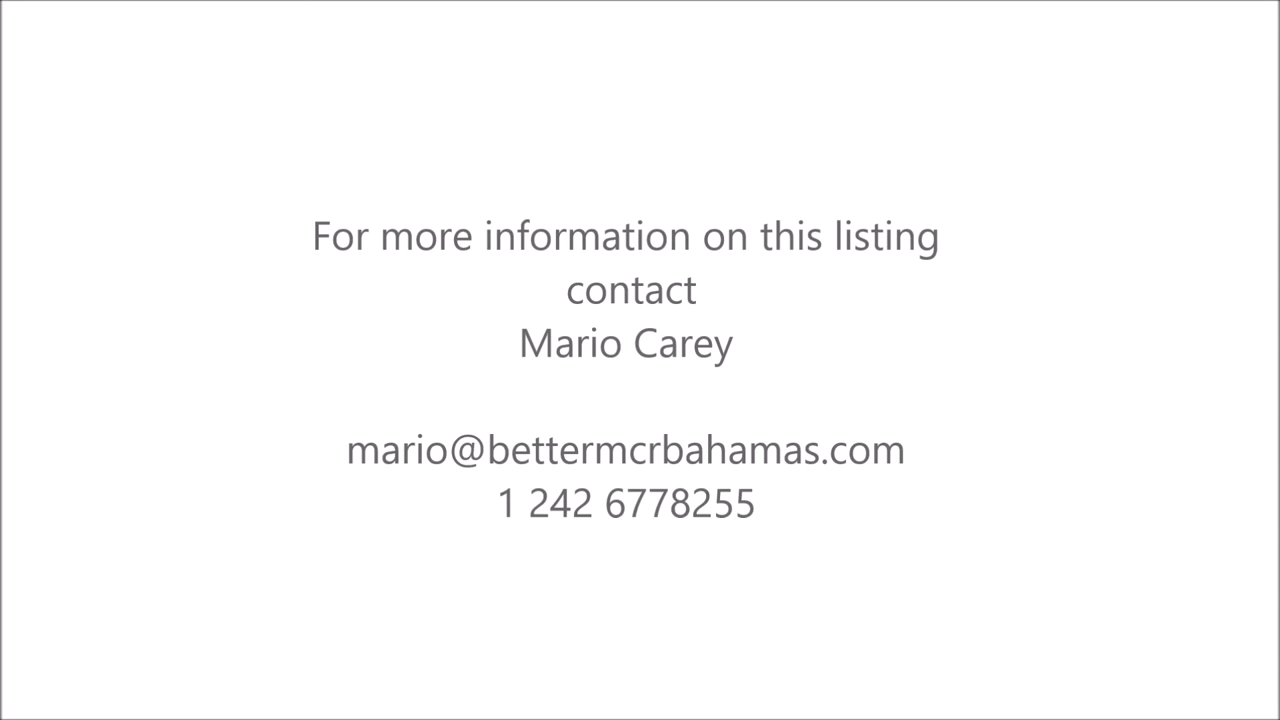 For more information on this listing
contact
Mario Carey
mario@bettermcrbahamas.com
1 242 6778255